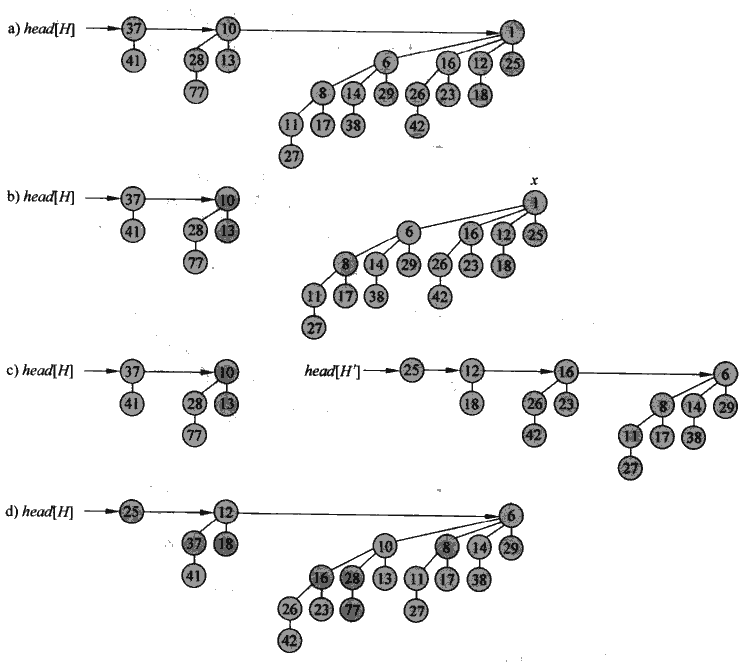 a) head[H] 37 10 1
41 28 13 6 16 12 25
77 8 14 29 26 23 18
11 17 38 42
27
x
b) head[H] 37 10 1
41 28 13 6 16 12 25
77 8 14 29 26 23 18
11 17 38 42
27
c) head[H] 37 10 head[H'] 25 12 16 6
41 28 13 18 26 23 8 14 29
77 42 11 17 38
27
d) head[H] 25 12 6
37 18 10 8 14 29
41 16 28 13 11 17 38
26 23 77 27
42